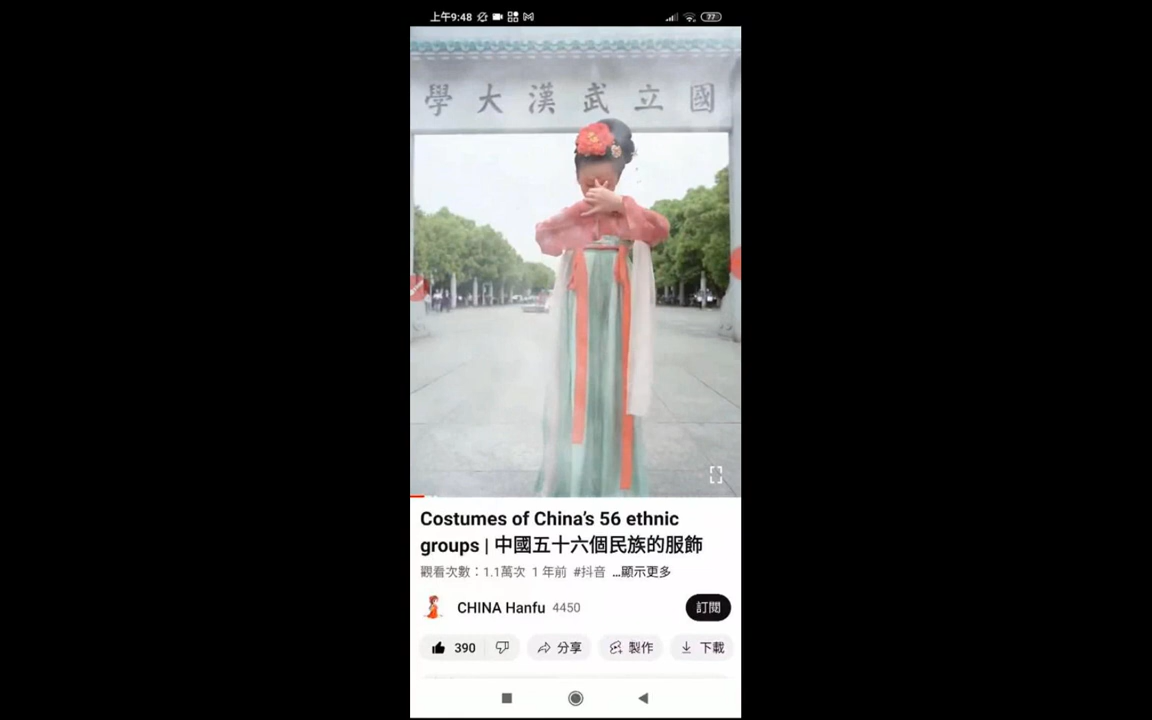 上午9:48
77
學大漢武立國
Costumes of China’s 56 ethnic
groups | 中國五十六個民族的服飾
觀看次數：1.1萬次 1 年前 #抖音 ...顯示更多
CHINA Hanfu 4450
訂閱
390 分享 製作 下載